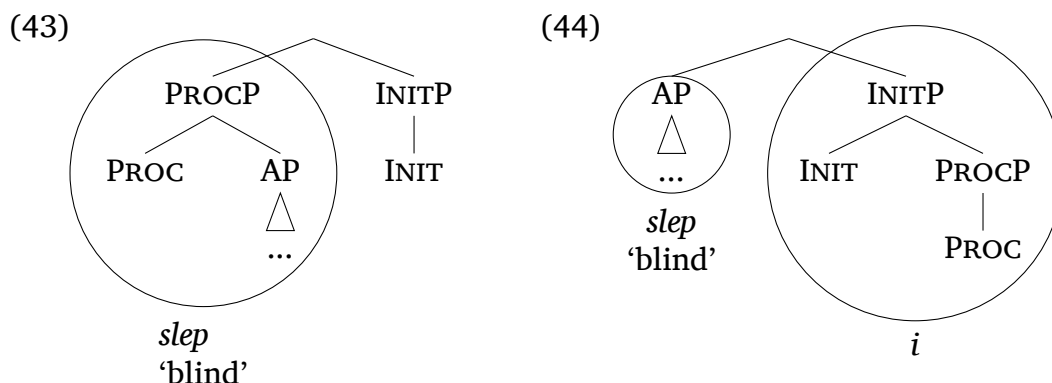 (43)
PROCP
INITP
PROC
AP
INIT
...
slep
‘blind’
(44)
AP
INITP
...
INIT
PROCP
slep
‘blind’
PROC
i